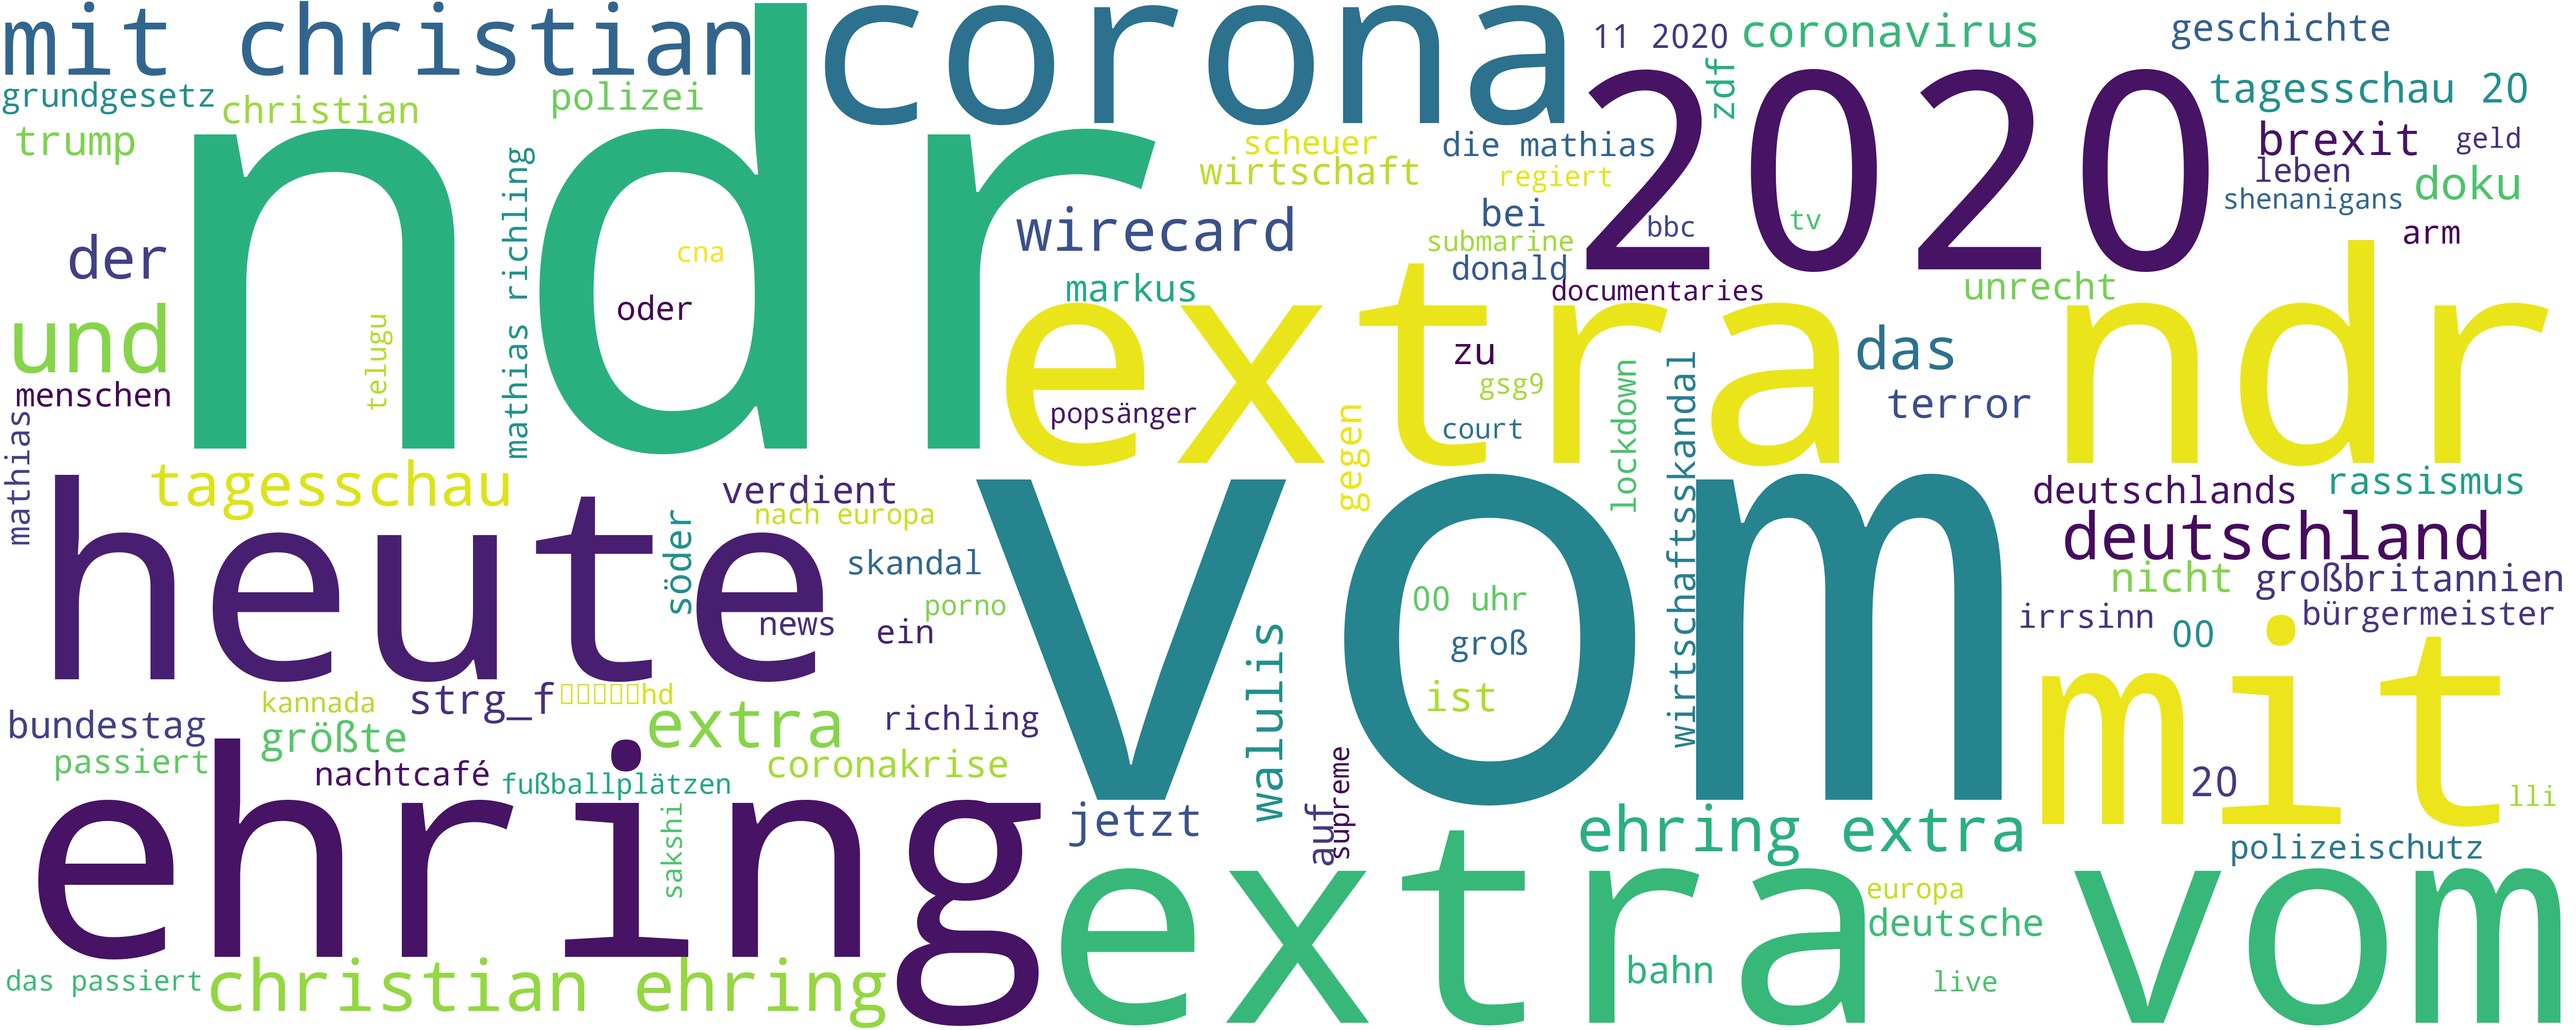 mit christian
corona
11 2020
coronavirus
geschichte
grundgesetz
christian
polizei
zdf
2020
tagesschau 20
trump
ndr
mathias richling
scheuer
wirtschaft
die mathias
regiert
brexit
geld
leben
doku
shenanigans
arm
der
cna
oder
wirecard
bei
bbc
tv
submarine
donald
documentaries
markus
unrecht
und
telugu
menschen
extra ndr
popsänger
zu
gsg9
court
gegen
lockdown
wirtschaftsskandal
das
terror
mathias
tagesschau
heute
söder
verdient
nach europa
skandal
porno
news
ein
vom
00 uhr
groß
ist
walulis
deutschlands
rassismus
deutschland
nicht
großbritannien
irrsinn
00
bürgermeister
mit
20
lli
kannada
strg_f
hd
bundestag
größte
extra
richling
passiert
nachtcafé
fußballplätzen
coronakrise
ehring
sakshi
jetzt
auf
supreme
ehring extra
polizeischutz
extra vom
europa
deutsche
bahn
live
das passiert
christian ehring